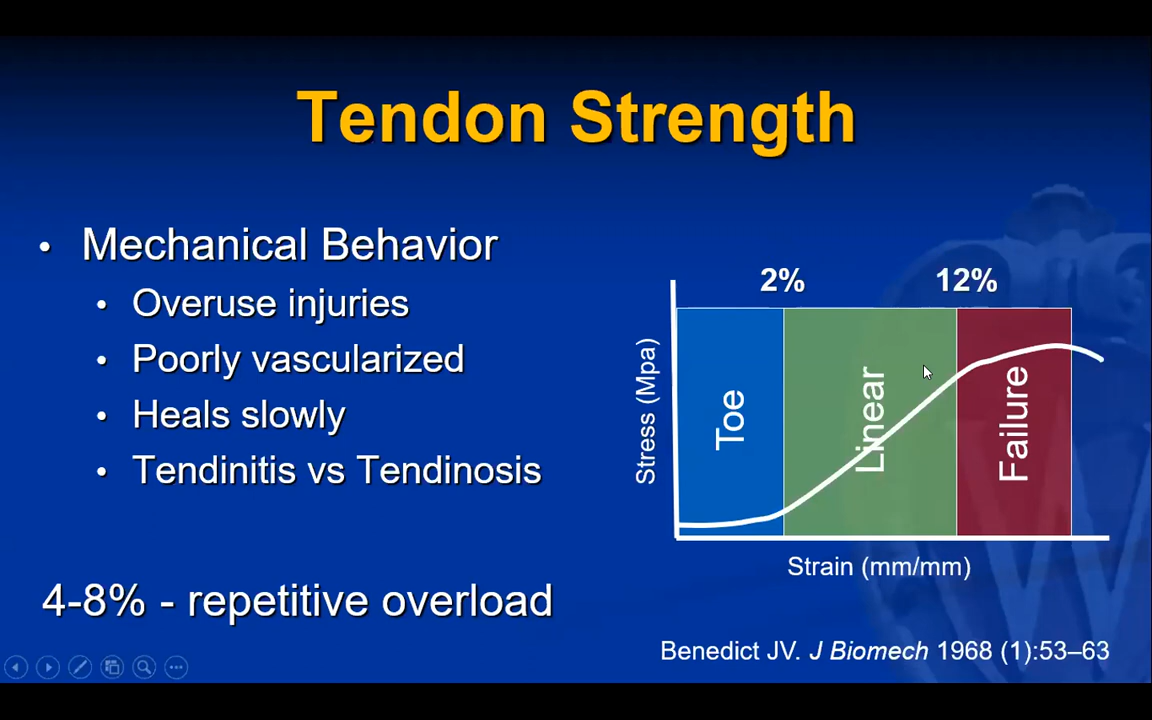 Tendon Strength
• Mechanical Behavior
• Overuse injuries
• Poorly vascularized
• Heals slowly
• Tendinitis vs Tendinosis
4-8% - repetitive overload
2%
12%
Stress (Mpa)
Toe
Linear
Failure
Strain (mm/mm)
Benedict JV. J Biomech 1968 (1):53–63